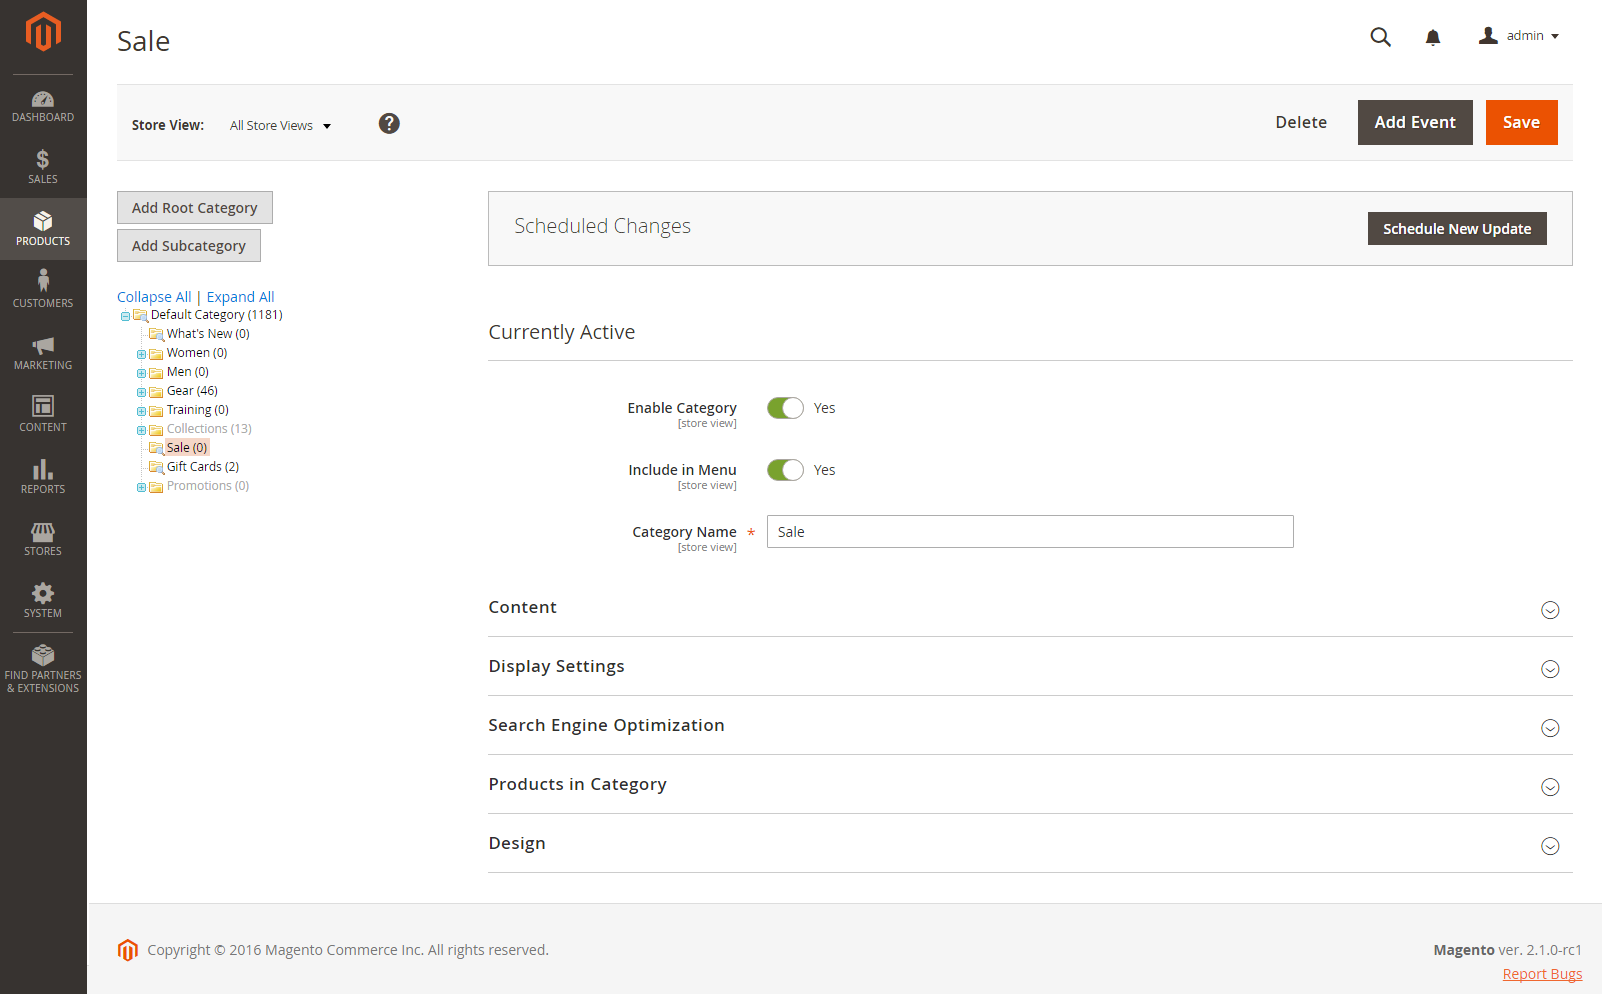 Sale
admin
DASHBOARD
SALES
PRODUCTS
CUSTOMERS
MARKETING
CONTENT
REPORTS
STORES
SYSTEM
FIND PARTNERS
& EXTENSIONS
Store View: All Store Views ?
Delete Add Event Save
Add Root Category
Add Subcategory
Collapse All | Expand All
Default Category (1181)
What's New (0)
Women (0)
Men (0)
Gear (46)
Training (0)
Collections (13)
Sale (0)
Gift Cards (2)
Promotions (0)
Scheduled Changes Schedule New Update
Currently Active
Enable Category Yes
[store view]
Include in Menu Yes
[store view]
Category Name * Sale
[store view]
Content
Display Settings
Search Engine Optimization
Products in Category
Design
Copyright © 2016 Magento Commerce Inc. All rights reserved.
Magento ver. 2.1.0-rc1
Report Bugs